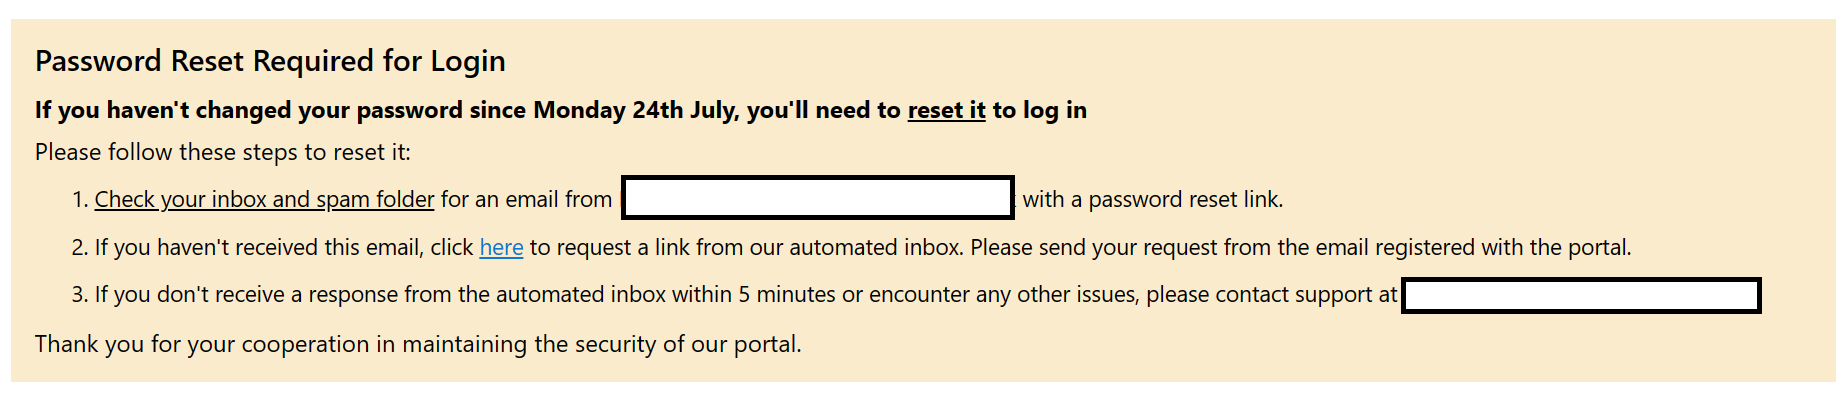 Password Reset Required for Login
If you haven't changed your password since Monday 24th July, you'll need to reset it to log in
Please follow these steps to reset it:
1. Check your inbox and spam folder for an email from with a password reset link.
2. If you haven't received this email, click here to request a link from our automated inbox. Please send your request from the email registered with the portal.
3. If you don't receive a response from the automated inbox within 5 minutes or encounter any other issues, please contact support at
Thank you for your cooperation in maintaining the security of our portal.